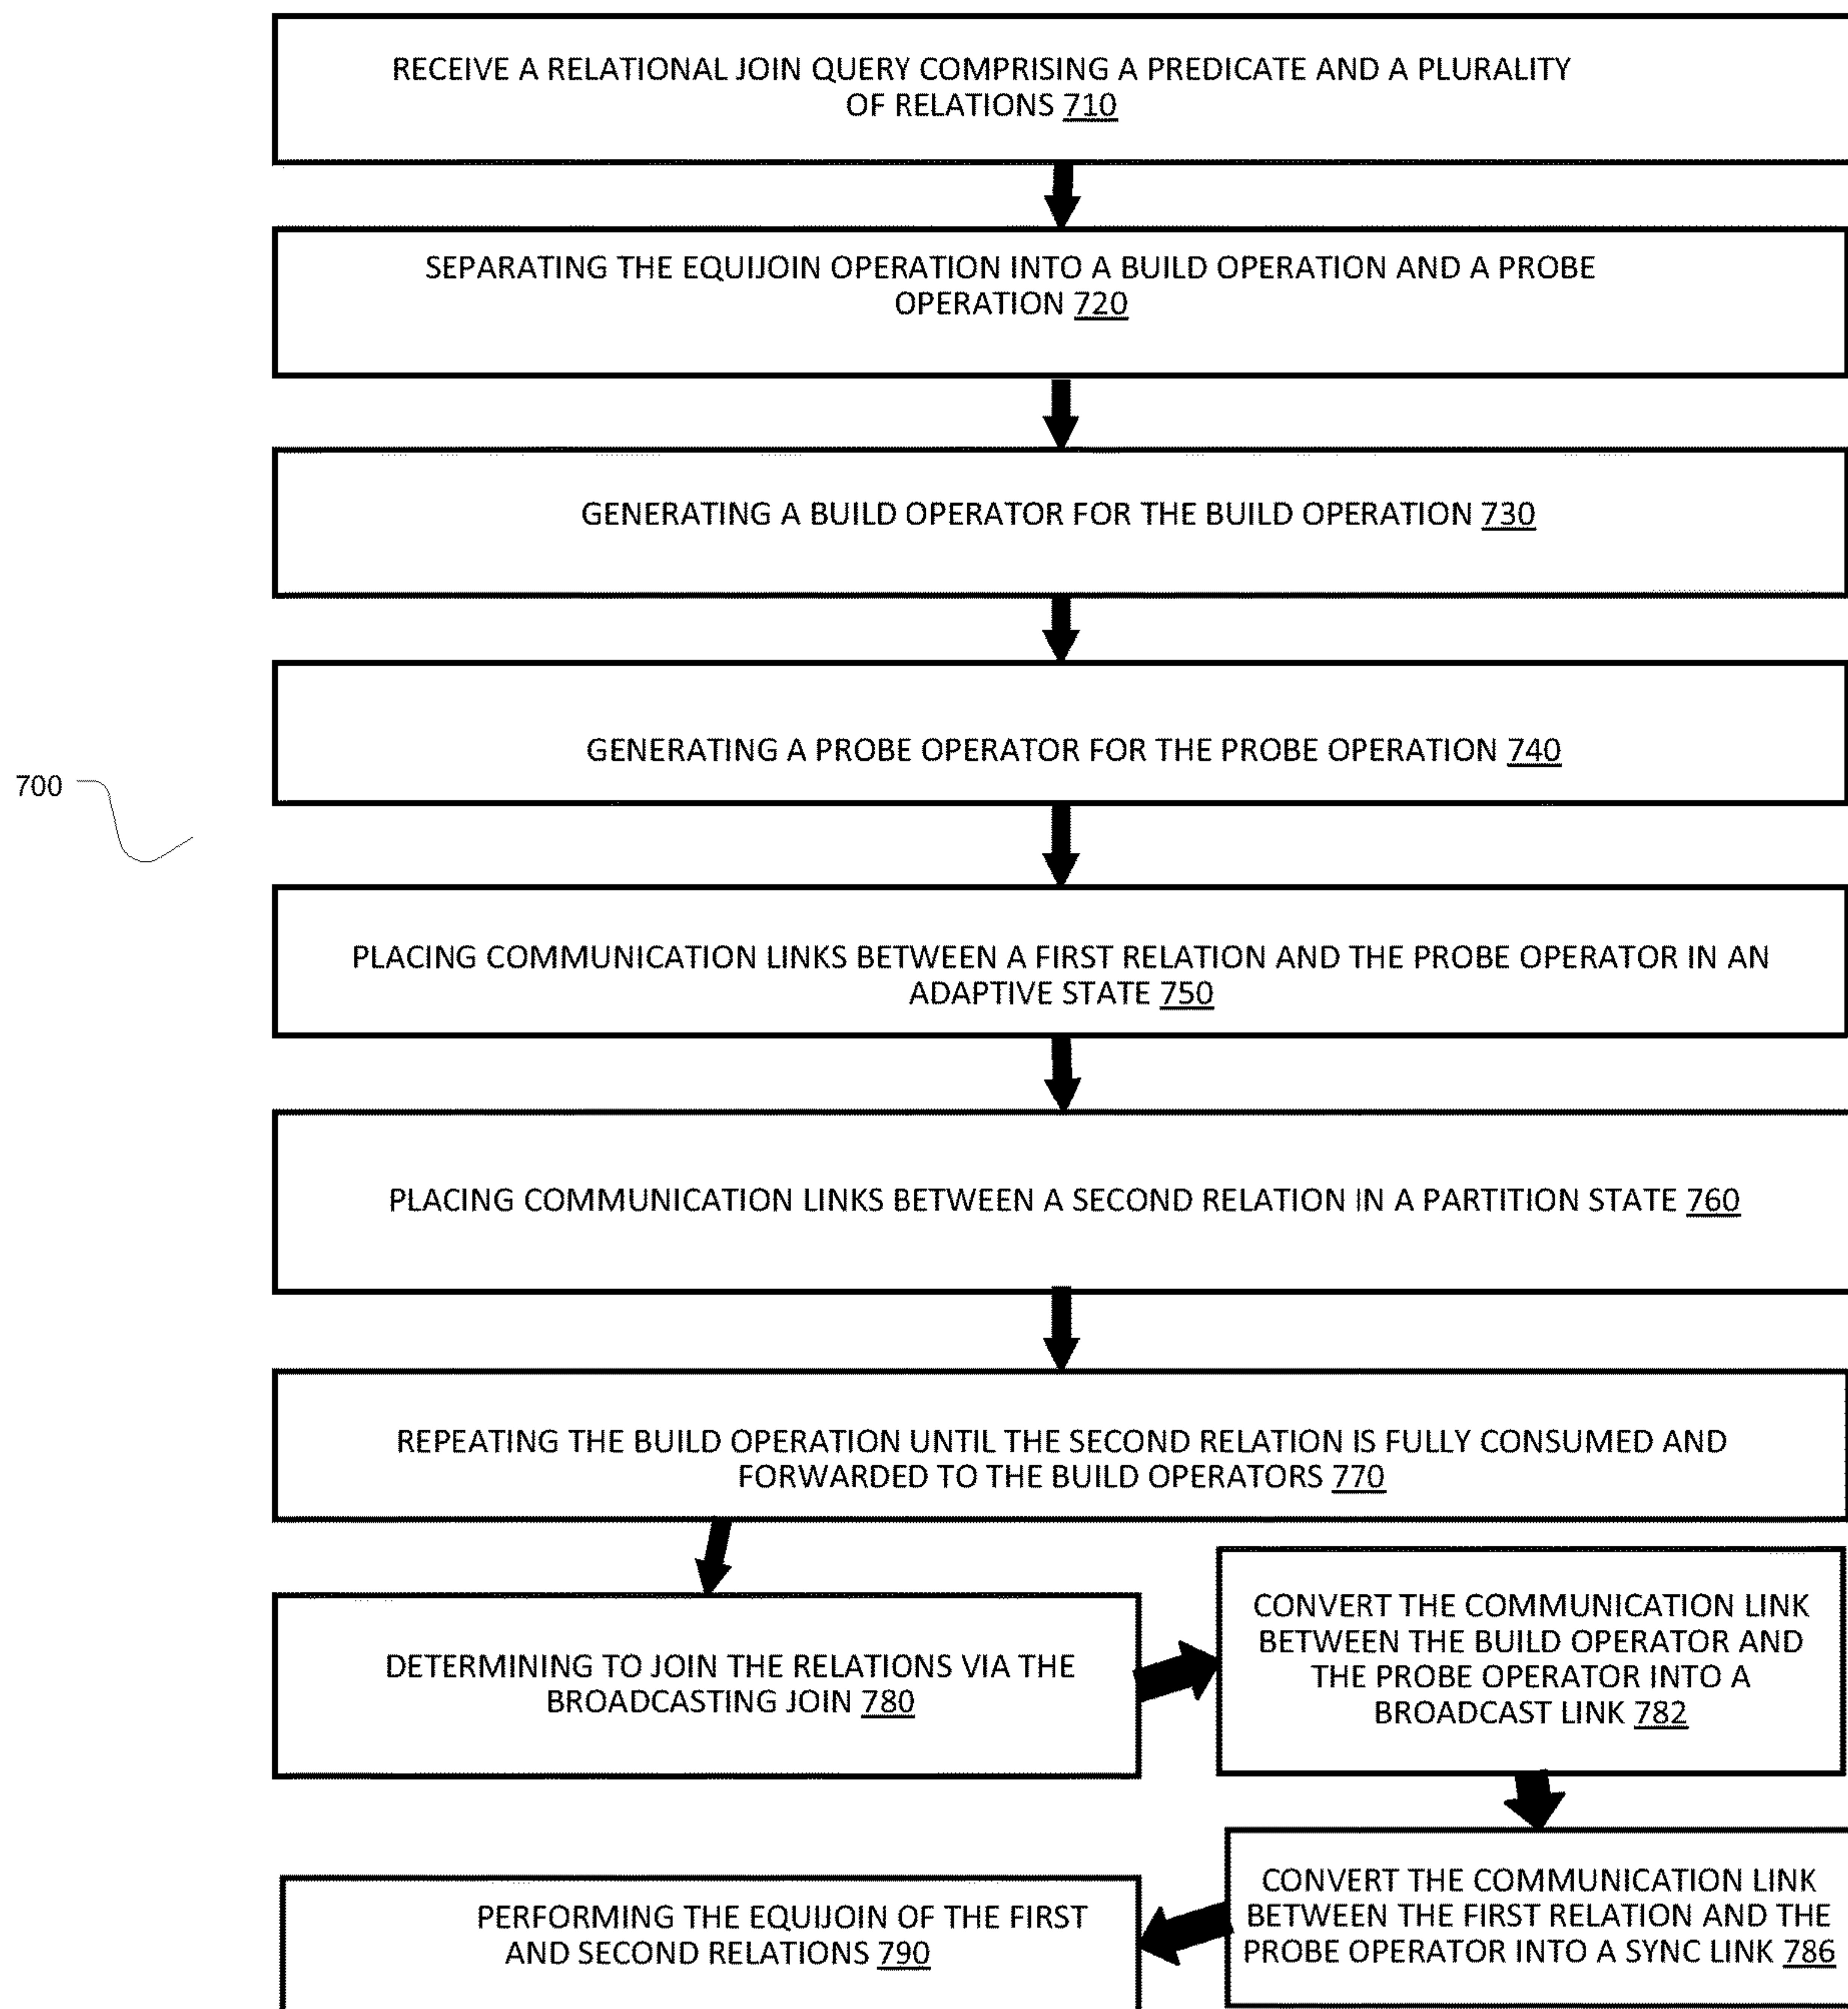 RECEIVE A RELATIONAL JOIN QUERY COMPRISING A PREDICATE AND A PLURALITY
OF RELATIONS 710
SEPARATING THE EQUIJOIN OPERATION INTO A BUILD OPERATION AND A PROBE
OPERATION 720
GENERATING A BUILD OPERATOR FOR THE BUILD OPERATION 730
GENERATING A PROBE OPERATOR FOR THE PROBE OPERATION 740
700
PLACING COMMUNICATION LINKS BETWEEN A FIRST RELATION AND THE PROBE OPERATOR IN AN
ADAPTIVE STATE 750
PLACING COMMUNICATION LINKS BETWEEN A SECOND RELATION IN A PARTITION STATE 760
REPEATING THE BUILD OPERATION UNTIL THE SECOND RELATION IS FULLY CONSUMED AND
FORWARDED TO THE BUILD OPERATORS 770
DETERMINING TO JOIN THE RELATIONS VIA THE
BROADCASTING JOIN 780
CONVERT THE COMMUNICATION LINK
BETWEEN THE BUILD OPERATOR AND
THE PROBE OPERATOR INTO A
BROADCAST LINK 782
CONVERT THE COMMUNICATION LINK
BETWEEN THE FIRST RELATION AND THE
PROBE OPERATOR INTO A SYNC LINK 786
PERFORMING THE EQUIJOIN OF THE FIRST
AND SECOND RELATIONS 790